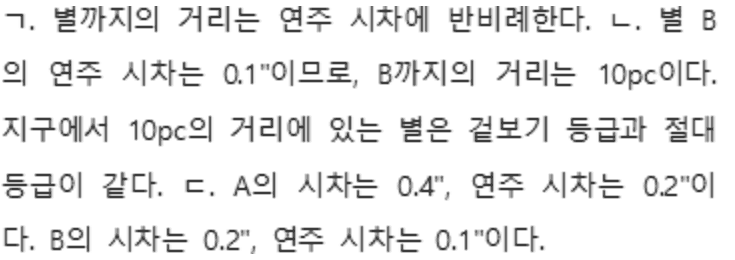 ㄱ. 별까지의 거리는 연주 시차에 반비례한다. ㄴ. 별 B
의 연주 시차는 0.1"이므로, B까지의 거리는 10pc이다.
지구에서 10pc의 거리에 있는 별은 겉보기 등급과 절대
등급이 같다. ㄷ. A의 시차는 0.4", 연주 시차는 0.2"이
다. B의 시차는 0.2", 연주 시차는 0.1"이다.